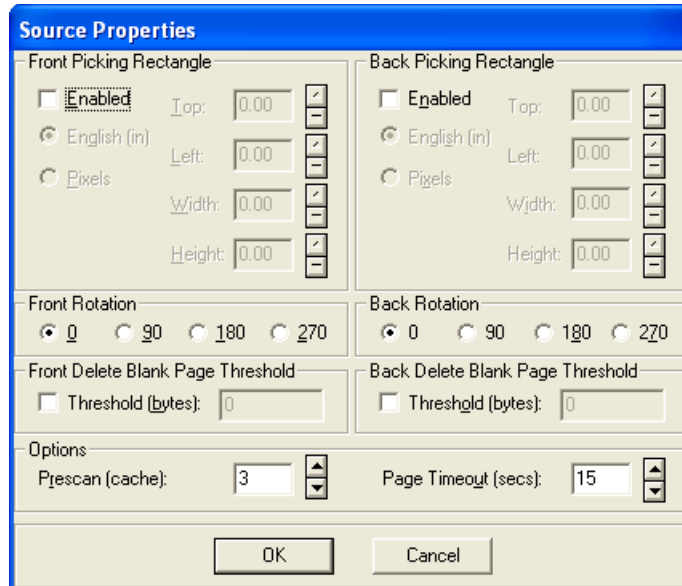 Source Properties
Front Picking Rectangle
Enabled
English (in)
Pixels
Top: 0.00
Left: 0.00
Width: 0.00
Height: 0.00
Back Picking Rectangle
Enabled
English (in)
Pixels
Top: 0.00
Left: 0.00
Width: 0.00
Height: 0.00
Front Rotation
0 90 180 270
Back Rotation
0 90 180 270
Front Delete Blank Page Threshold
Threshold (bytes): 0
Back Delete Blank Page Threshold
Threshold (bytes): 0
Options
Prescan (cache): 3
Page Timeout (secs): 15
OK
Cancel